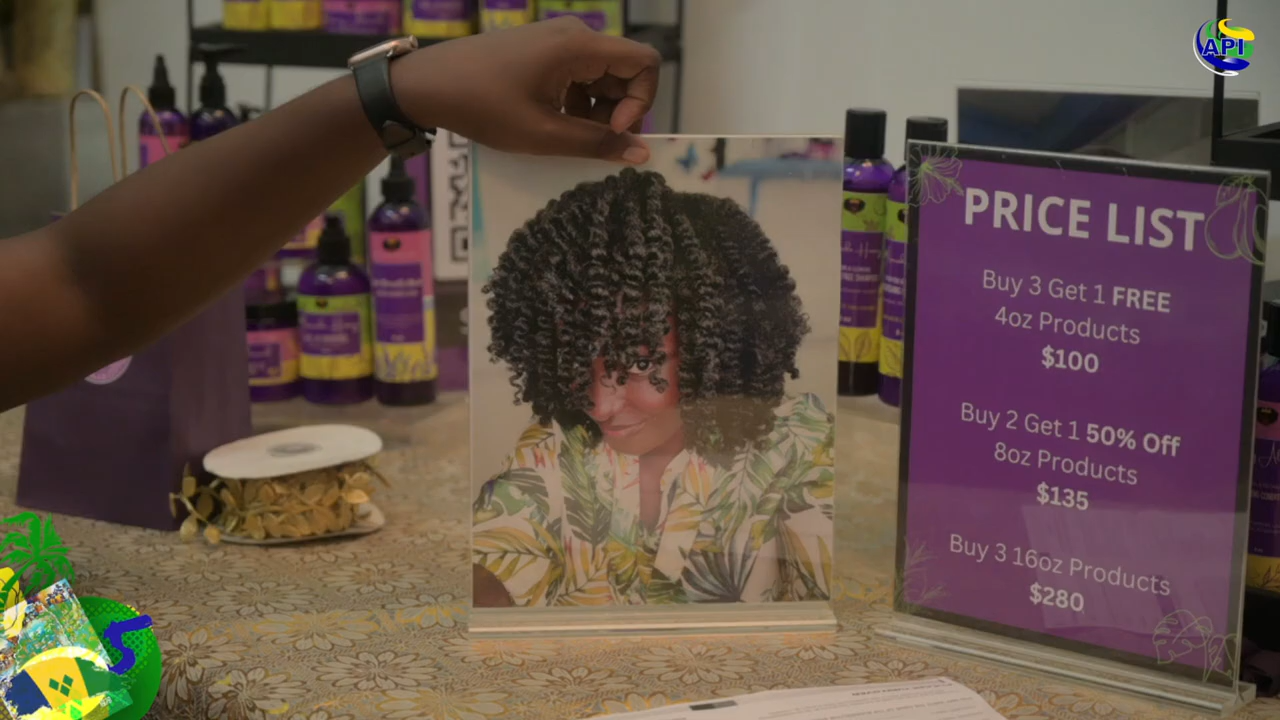 API
PRICE LIST
Buy 3 Get 1 FREE
4oz Products
$100
Buy 2 Get 1 50% Off
8oz Products
$135
Buy 3 16oz Products
$280
5